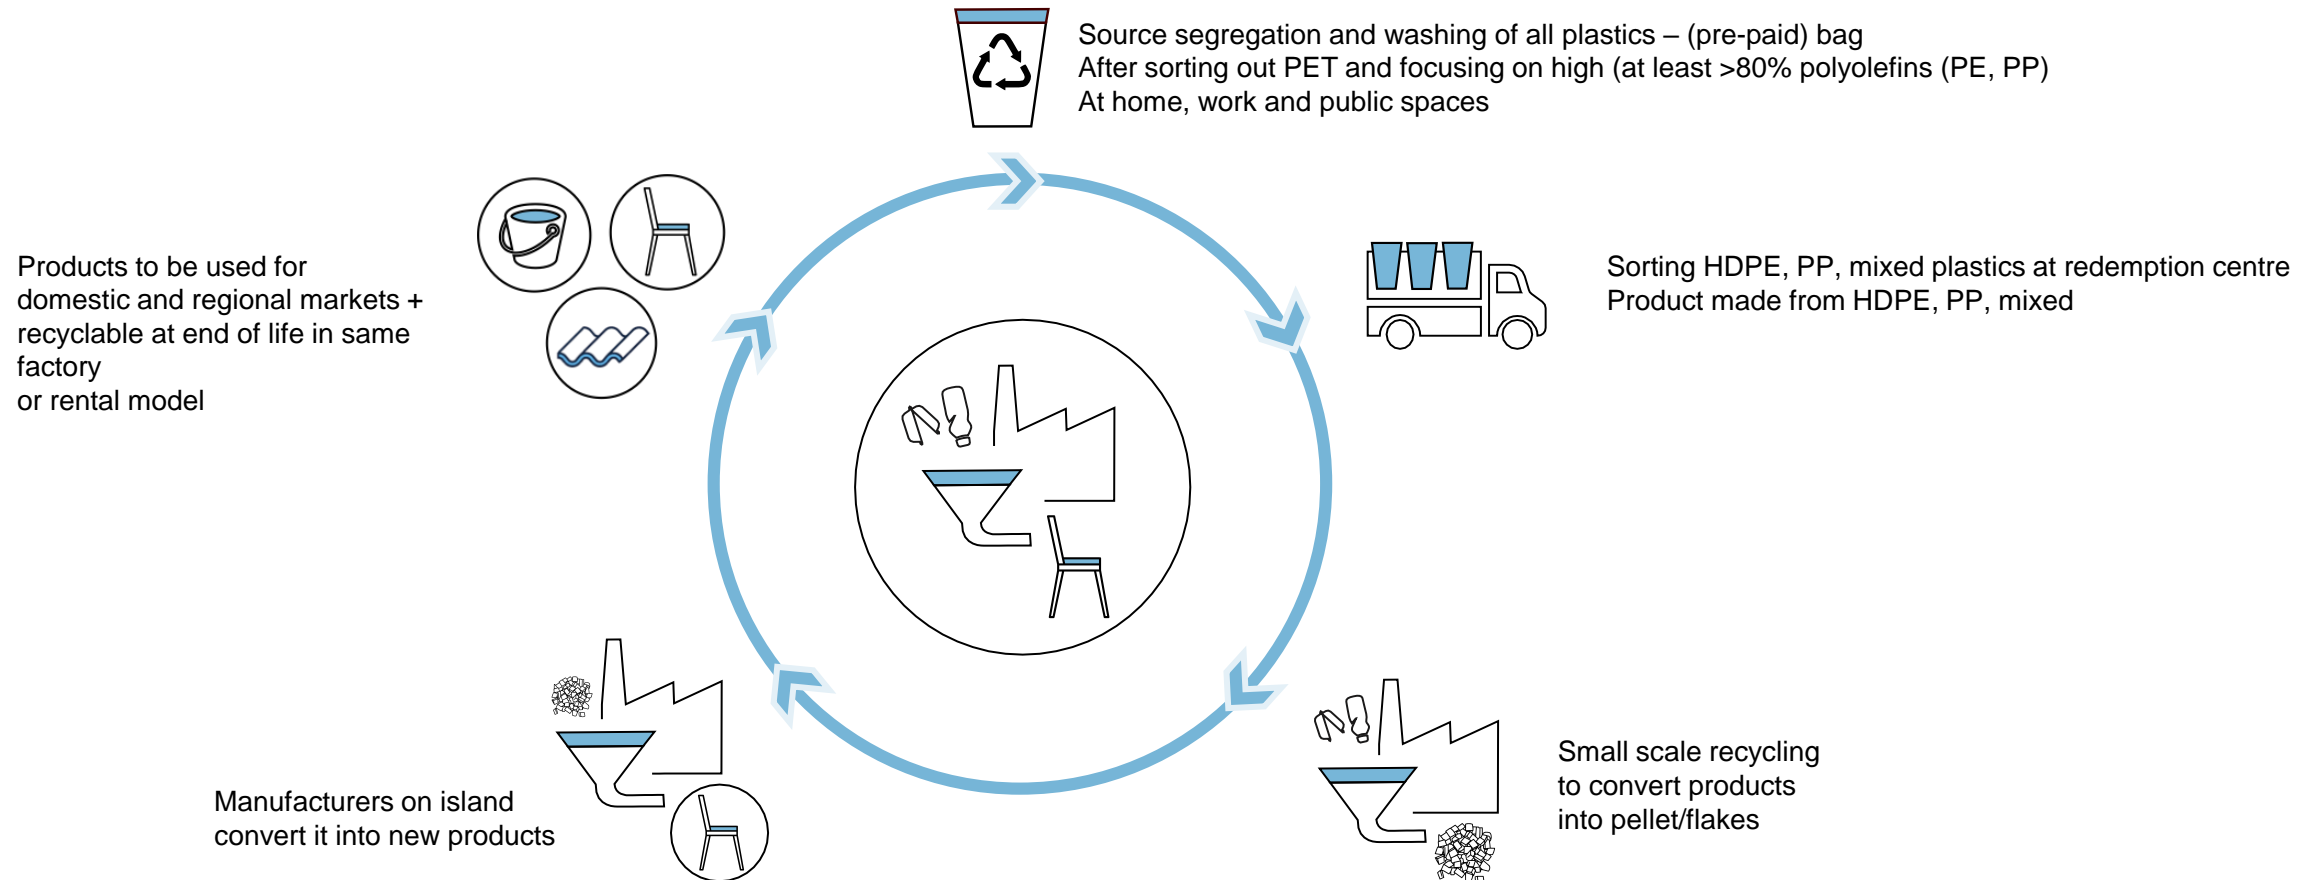 Source segregation and washing of all plastics – (pre-paid) bag
After sorting out PET and focusing on high (at least >80% polyolefins (PE, PP)
At home, work and public spaces
Sorting HDPE, PP, mixed plastics at redemption centre
Product made from HDPE, PP, mixed
Small scale recycling
to convert products
into pellet/flakes
Manufacturers on island
convert it into new products
Products to be used for
domestic and regional markets +
recyclable at end of life in same
factory
or rental model